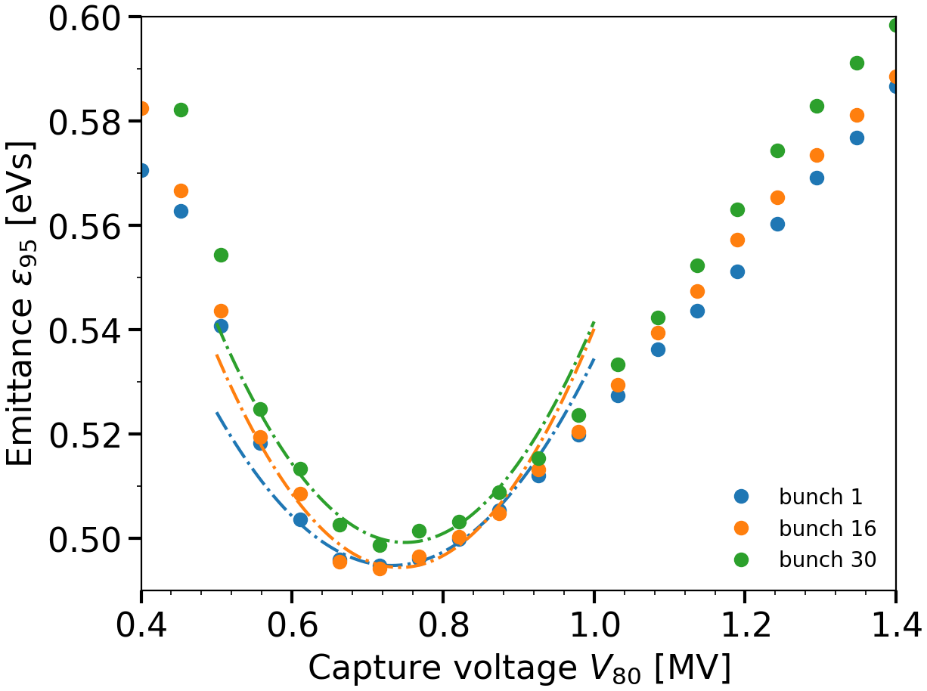 0.60
0.58
0.56
0.54
0.52
0.50
Emittance ε95 [eVs]
0.4 0.6 0.8 1.0 1.2 1.4
Capture voltage V80 [MV]
bunch 1
bunch 16
bunch 30